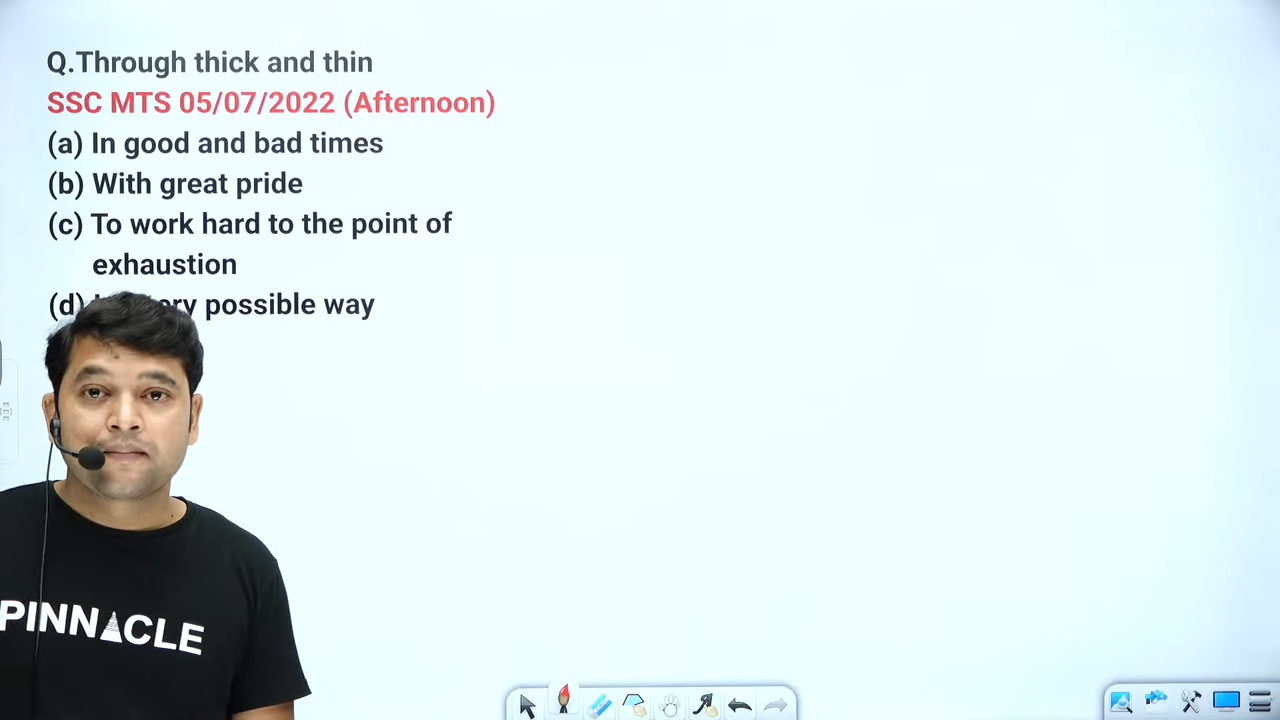 Q.Through thick and thin
SSC MTS 05/07/2022 (Afternoon)
(a) In good and bad times
(b) With great pride
(c) To work hard to the point of
exhaustion
(d) possible way
PINNACLE